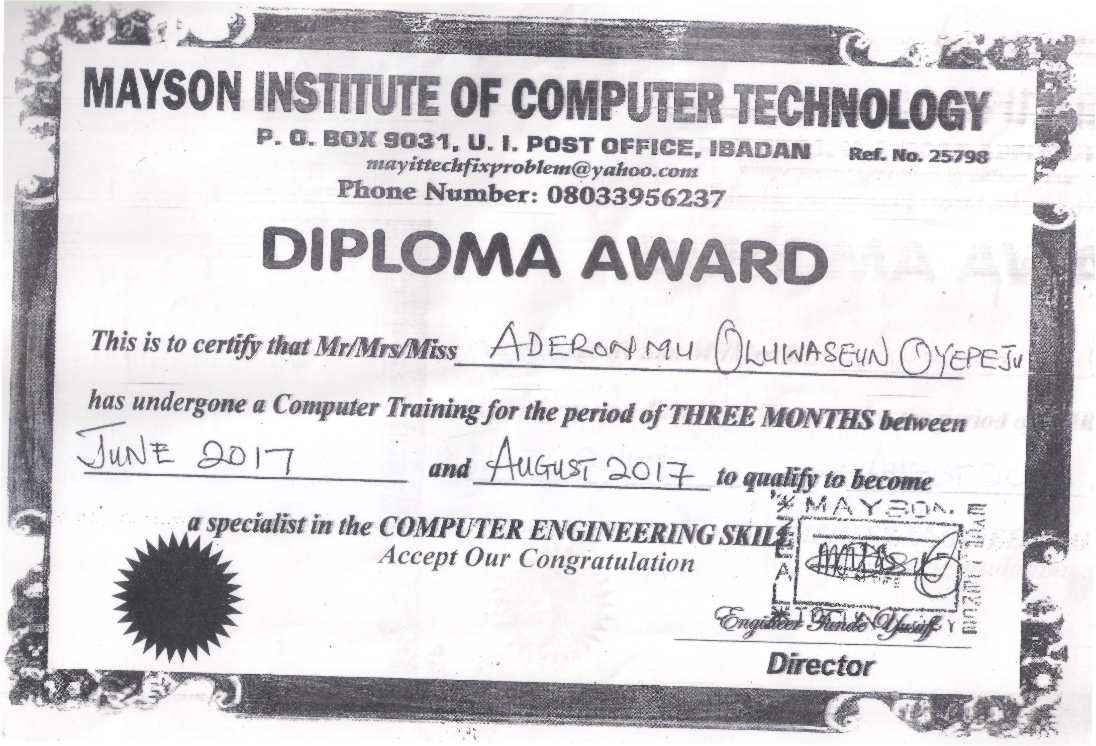 MAYSON INSTITUTE OF COMPUTER TECHNOLOGY
P. O. BOX 9031, U. I. POST OFFICE, IBADAN Ref. No. 25798
mayittechfixproblem@yahoo.com
Phone Number: 08033956237
DIPLOMA AWARD
This is to certify that Mr/Mrs/Miss ADERONMU OLUWASEUN OYEPEJU
has undergone a Computer Training for the period of THREE MONTHS between
JUNE 2017 and AUGUST 2017 to qualify to become
a specialist in the COMPUTER ENGINEERING SKILL
Accept Our Congratulation
MAYSON
Engineer Tunde Yusuff
Director